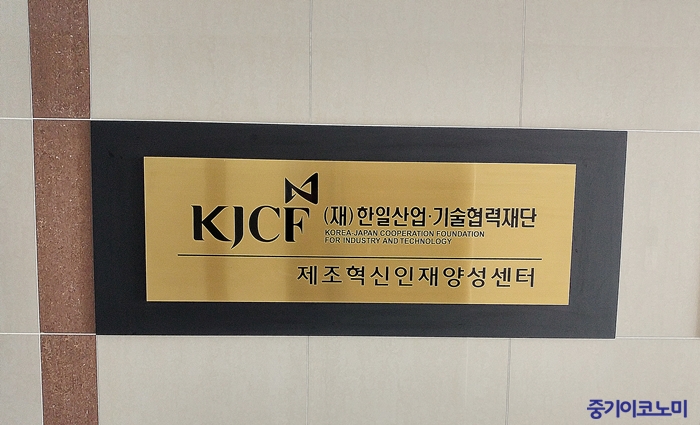 KJCF
(재)한일산업·기술협력재단
KOREA-JAPAN COOPERATION FOUNDATION
FOR INDUSTRY AND TECHNOLOGY
제조혁신인재양성센터
중기이코노미